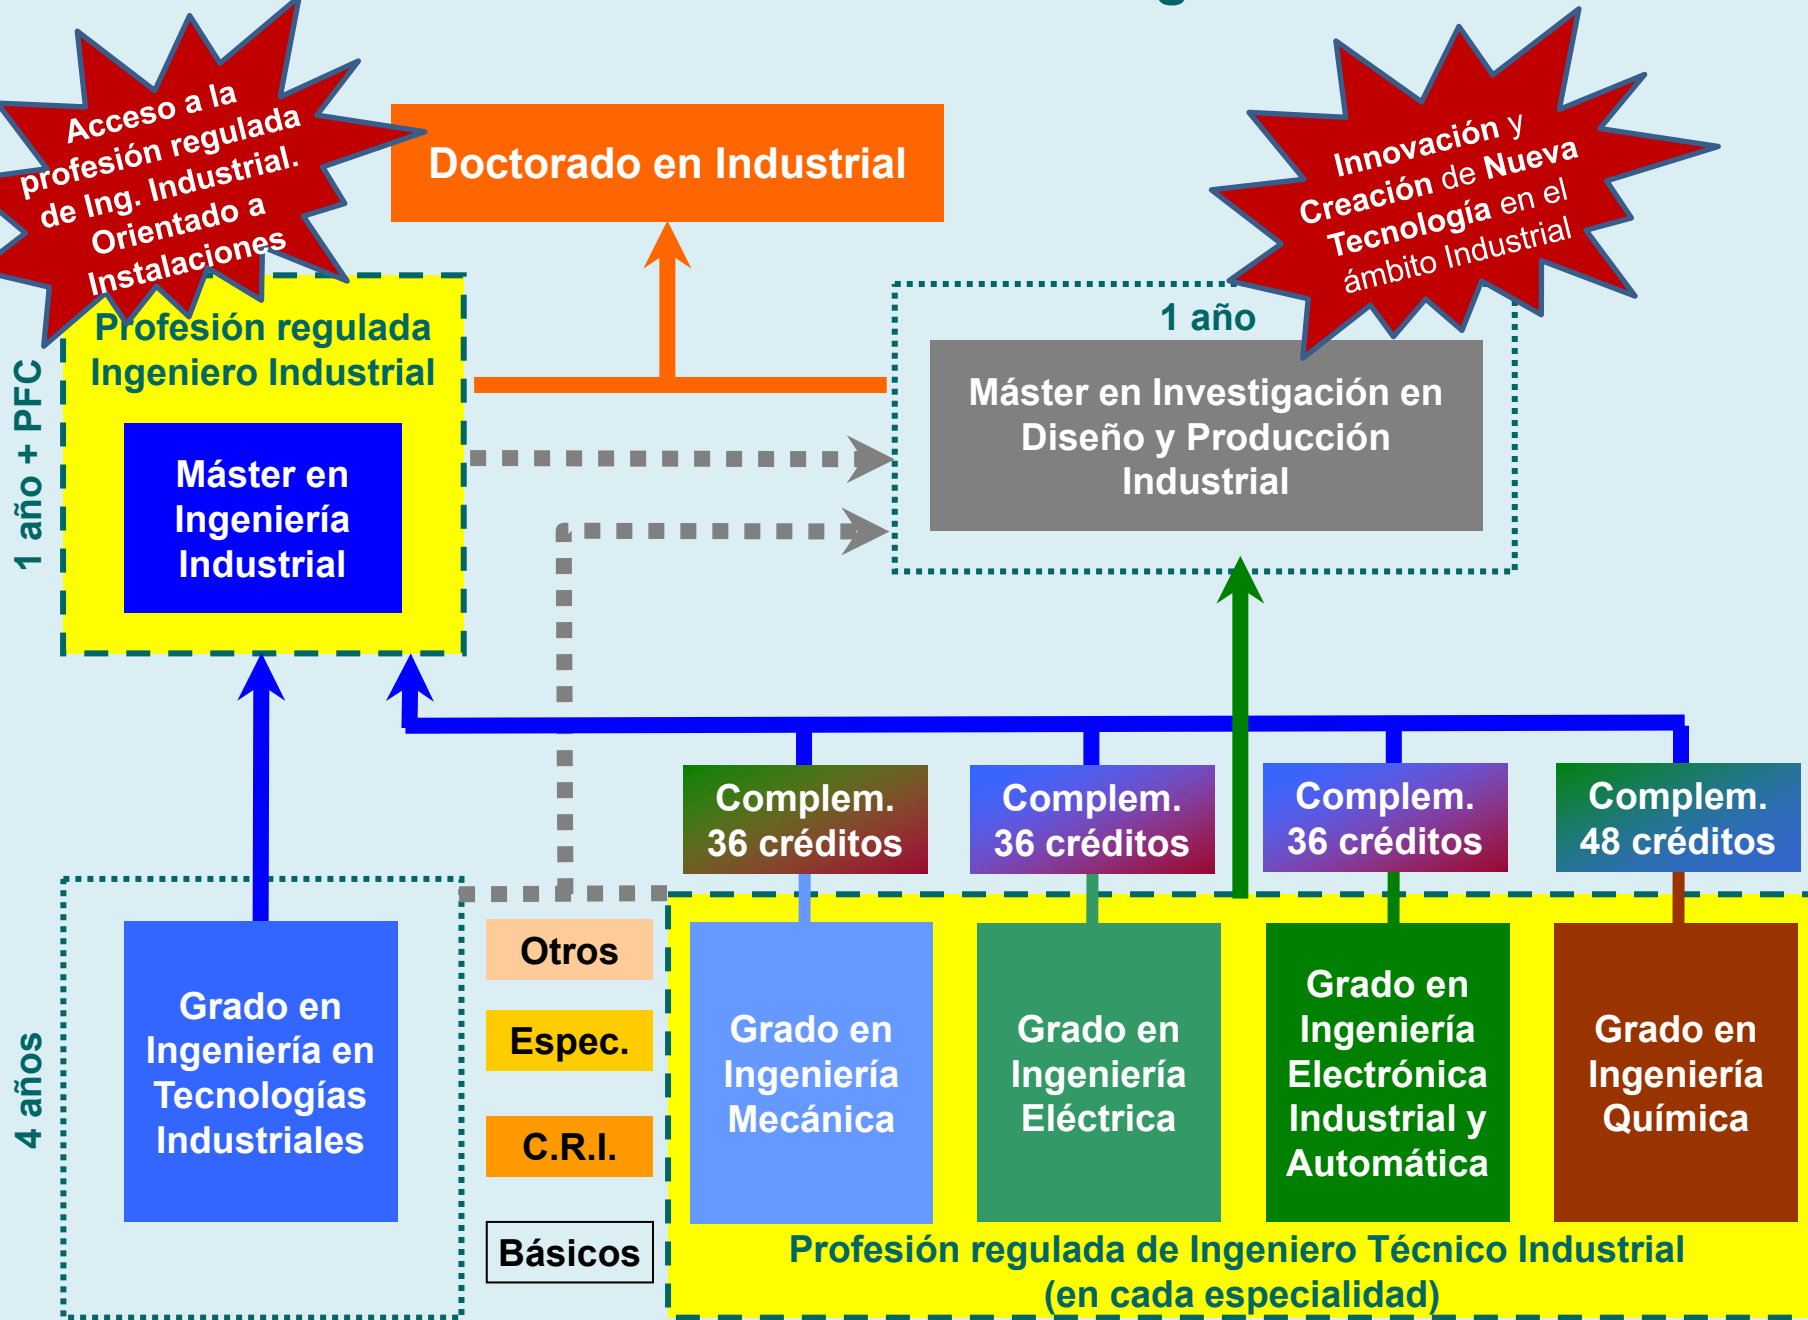 Acceso a la
profesión regulada
de Ing. Industrial.
Orientado a
Instalaciones
Doctorado en Industrial
Innovación y
Creación de Nueva
Tecnología en el
ámbito Industrial
Profesión regulada
Ingeniero Industrial
1 año + PFC
Máster en
Ingeniería
Industrial
1 año
Máster en Investigación en
Diseño y Producción
Industrial
Complem.
36 créditos
Complem.
36 créditos
Complem.
36 créditos
Complem.
48 créditos
4 años
Grado en
Ingeniería en
Tecnologías
Industriales
Otros
Espec.
C.R.I.
Básicos
Grado en
Ingeniería
Mecánica
Grado en
Ingeniería
Eléctrica
Grado en
Ingeniería
Electrónica
Industrial y
Automática
Grado en
Ingeniería
Química
Profesión regulada de Ingeniero Técnico Industrial
(en cada especialidad)